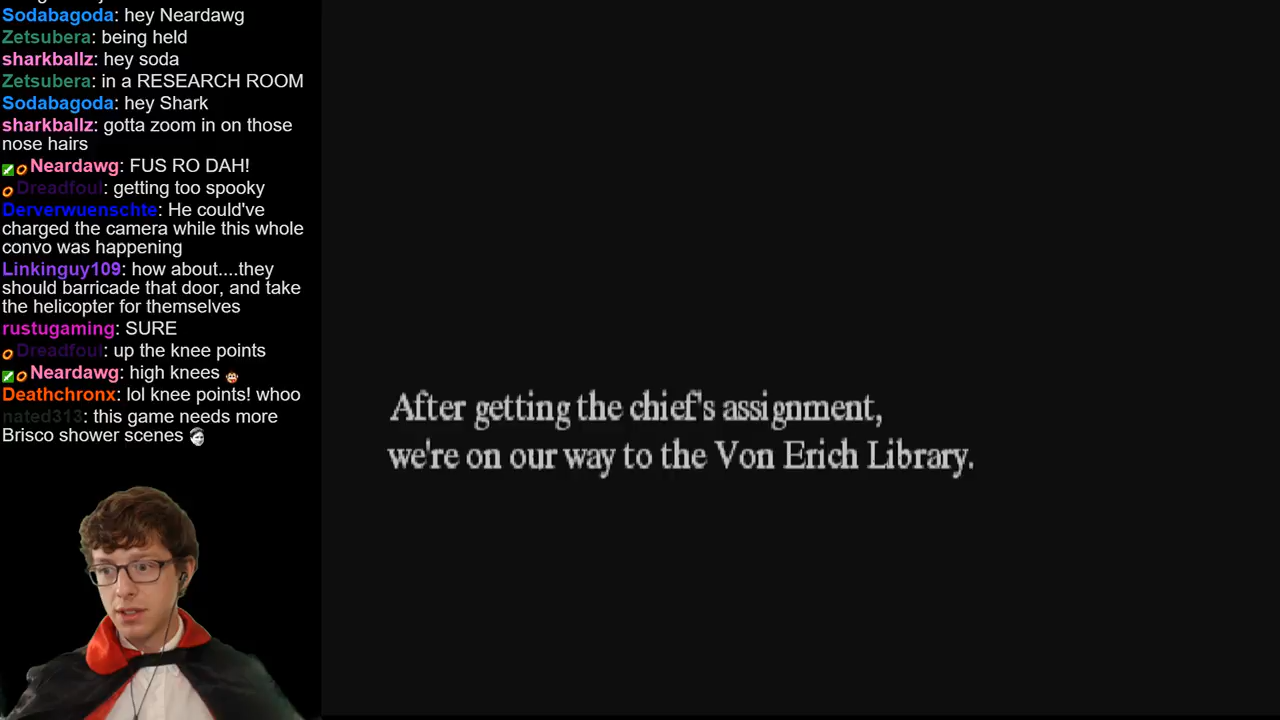 Sodabagoda: hey Neardawg
Zetsubera: being held
sharkballz: hey soda
Zetsubera: in a RESEARCH ROOM
Sodabagoda: hey Shark
sharkballz: gotta zoom in on those
nose hairs
Neardawg: FUS RO DAH!
Dreadfoul: getting too spooky
Derverwuenschte: He could've
charged the camera while this whole
convo was happening
Linkinguy109: how about....they
should barricade that door, and take
the helicopter for themselves
rustugaming: SURE
Dreadfoul: up the knee points
Neardawg: high knees
Deathchronx: lol knee points! whoo
nated313: this game needs more
Brisco shower scenes
After getting the chief's assignment,
we're on our way to the Von Erich Library.